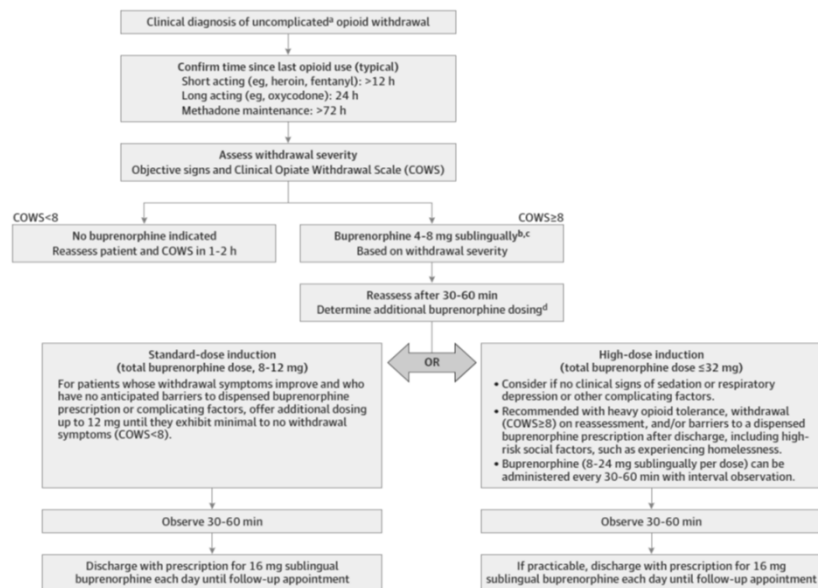 Clinical diagnosis of uncomplicatedᵃ opioid withdrawal
Confirm time since last opioid use (typical)
Short acting (eg, heroin, fentanyl): >12 h
Long acting (eg, oxycodone): 24 h
Methadone maintenance: >72 h
Assess withdrawal severity
Objective signs and Clinical Opiate Withdrawal Scale (COWS)
COWS<8
COWS≥8
No buprenorphine indicated
Reassess patient and COWS in 1-2 h
Buprenorphine 4-8 mg sublinguallyᵇ,ᶜ
Based on withdrawal severity
Reassess after 30-60 min
Determine additional buprenorphine dosingᵈ
OR
Standard-dose induction
(total buprenorphine dose, 8-12 mg)
For patients whose withdrawal symptoms improve and who
have no anticipated barriers to dispensed buprenorphine
prescription or complicating factors, offer additional dosing
up to 12 mg until they exhibit minimal to no withdrawal
symptoms (COWS<8).
High-dose induction
(total buprenorphine dose ≤32 mg)
• Consider if no clinical signs of sedation or respiratory
depression or other complicating factors.
• Recommended with heavy opioid tolerance, withdrawal
(COWS≥8) on reassessment, and/or barriers to a dispensed
buprenorphine prescription after discharge, including high-
risk social factors, such as experiencing homelessness.
• Buprenorphine (8-24 mg sublingually per dose) can be
administered every 30-60 min with interval observation.
Observe 30-60 min
Observe 30-60 min
Discharge with prescription for 16 mg sublingual
buprenorphine each day until follow-up appointment
If practicable, discharge with prescription for 16 mg
sublingual buprenorphine each day until follow-up appointment